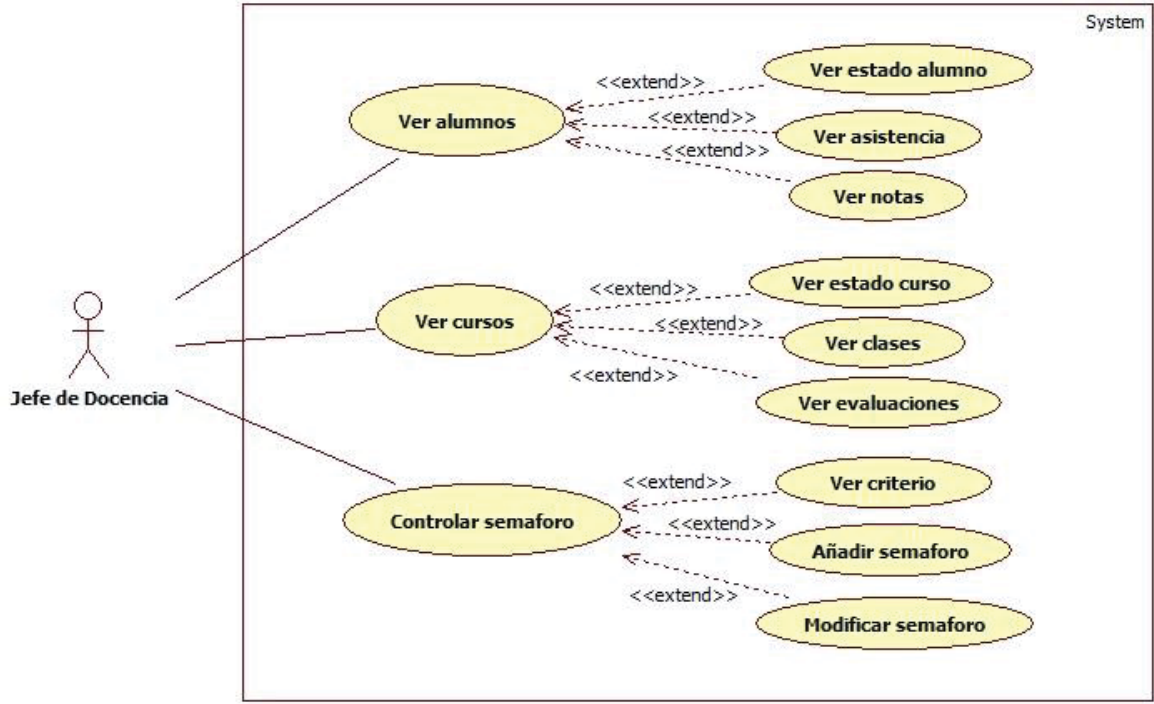 System
Ver estado alumno
<<extend>>
Ver alumnos
<<extend>>
Ver asistencia
<<extend>>
Ver notas
Ver estado curso
<<extend>>
Ver cursos
<<extend>>
Ver clases
<<extend>>
Ver evaluaciones
Jefe de Docencia
Ver criterio
<<extend>>
Controlar semaforo
<<extend>>
Añadir semaforo
<<extend>>
Modificar semaforo